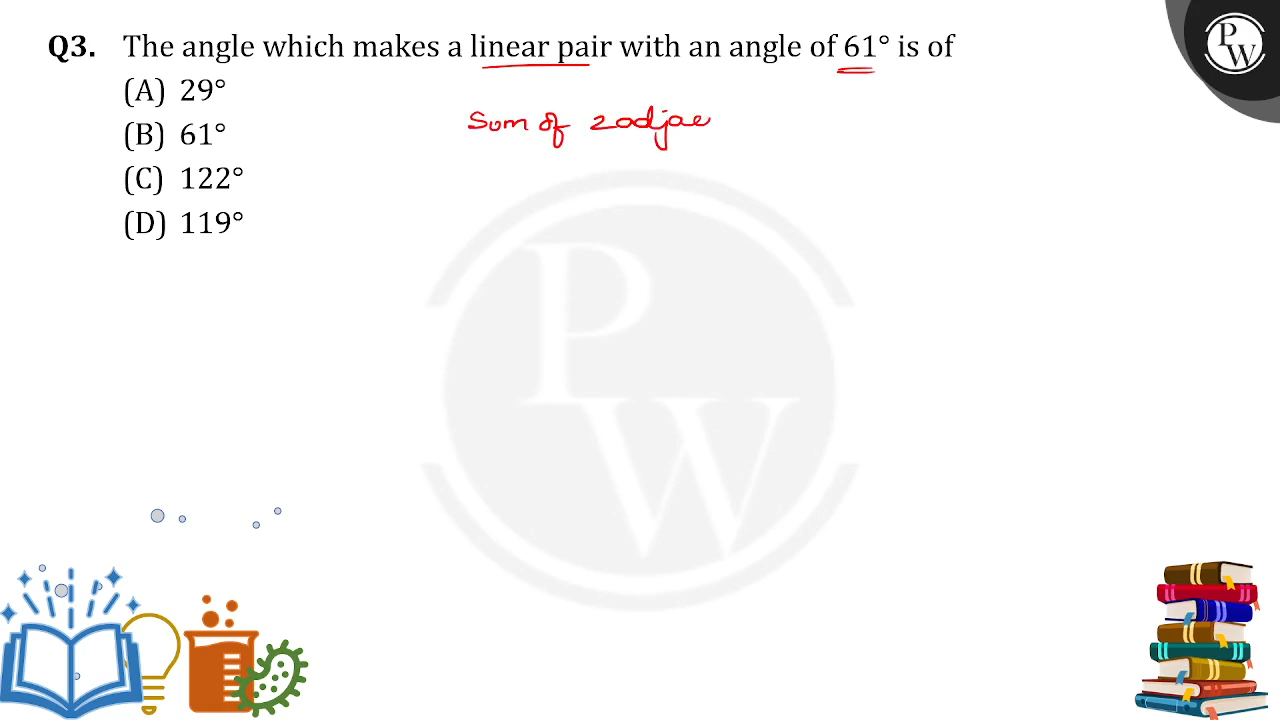 Q3. The angle which makes a linear pair with an angle of 61° is of
(A) 29°
Sum of 2 adjace
(B) 61°
(C) 122°
(D) 119°
P
W
P
W